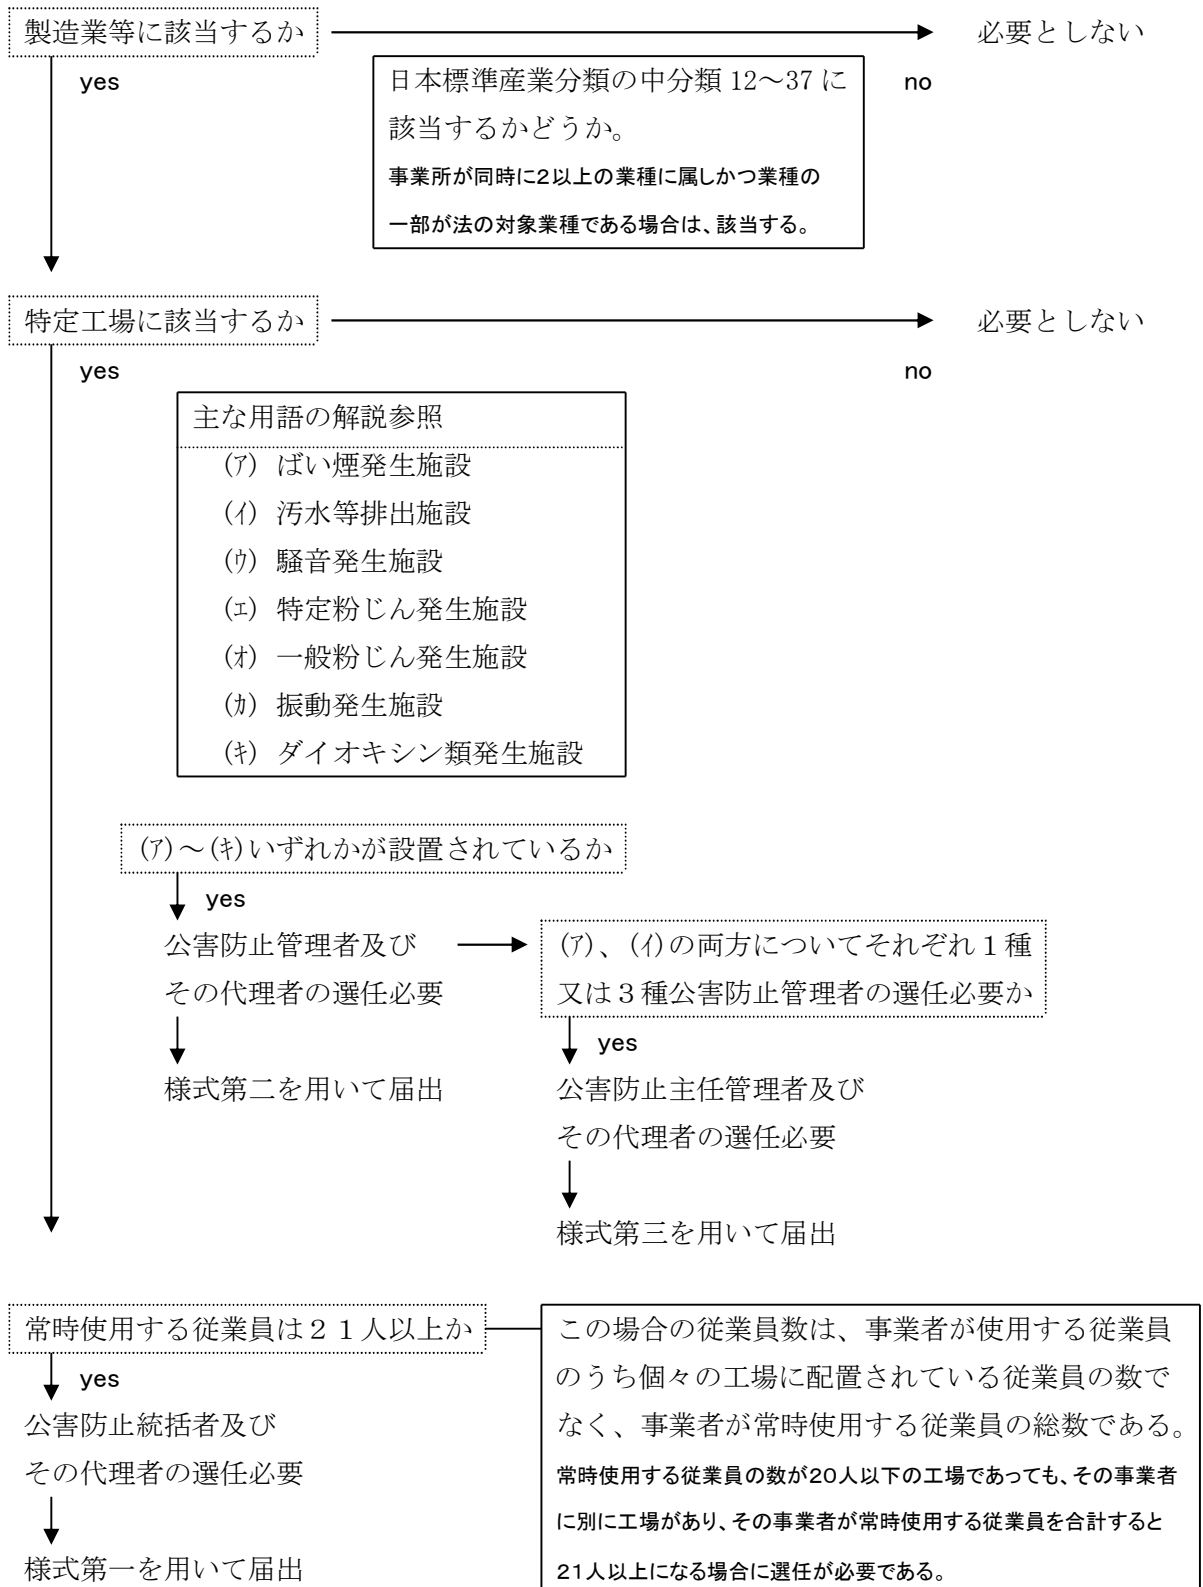 製造業等に該当するか
必要としない
yes
no
日本標準産業分類の中分類 12～37 に
該当するかどうか。
事業所が同時に２以上の業種に属しかつ業種の
一部が法の対象業種である場合は、該当する。
特定工場に該当するか
必要としない
yes
no
主な用語の解説参照
(ｱ) ばい煙発生施設
(ｲ) 汚水等排出施設
(ｳ) 騒音発生施設
(ｴ) 特定粉じん発生施設
(ｵ) 一般粉じん発生施設
(ｶ) 振動発生施設
(ｷ) ダイオキシン類発生施設
(ｱ)～(ｷ)いずれかが設置されているか
yes
公害防止管理者及び
その代理者の選任必要
様式第二を用いて届出
(ｱ)、(ｲ)の両方についてそれぞれ１種
又は３種公害防止管理者の選任必要か
yes
公害防止主任管理者及び
その代理者の選任必要
様式第三を用いて届出
常時使用する従業員は２１人以上か
yes
公害防止統括者及び
その代理者の選任必要
様式第一を用いて届出
この場合の従業員数は、事業者が使用する従業員
のうち個々の工場に配置されている従業員の数で
なく、事業者が常時使用する従業員の総数である。
常時使用する従業員の数が２０人以下の工場であっても、その事業者
に別に工場があり、その事業者が常時使用する従業員を合計すると
２１人以上になる場合に選任が必要である。